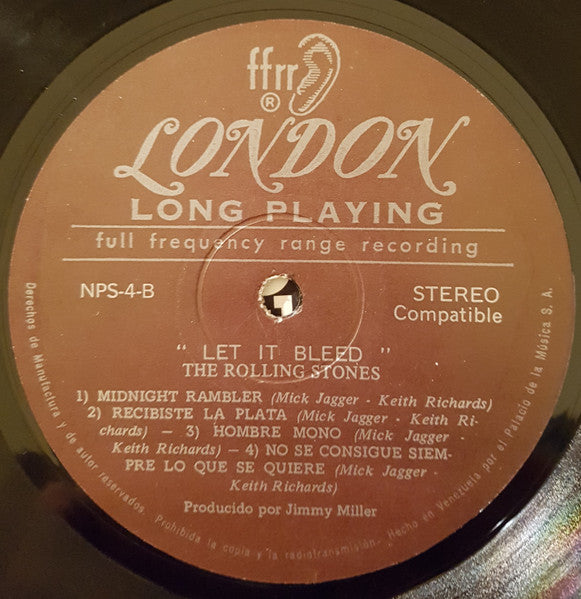 ffrr
®
LONDON
LONG PLAYING
full frequency range recording
NPS-4-B
STEREO
Compatible
" LET IT BLEED "
THE ROLLING STONES
1) MIDNIGHT RAMBLER (Mick Jagger - Keith Richards)
2) RECIBISTE LA PLATA (Mick Jagger - Keith Ri-
chards) — 3) HOMBRE MONO (Mick Jagger -
Keith Richards) — 4) NO SE CONSIGUE SIEM-
PRE LO QUE SE QUIERE (Mick Jagger -
Keith Richards)
Producido por Jimmy Miller
Derechos de Manufactura y de autor reservados. Prohibida la copia y la radiotransmisión. Hecho en Venezuela por el Palacio de la Música S. A.